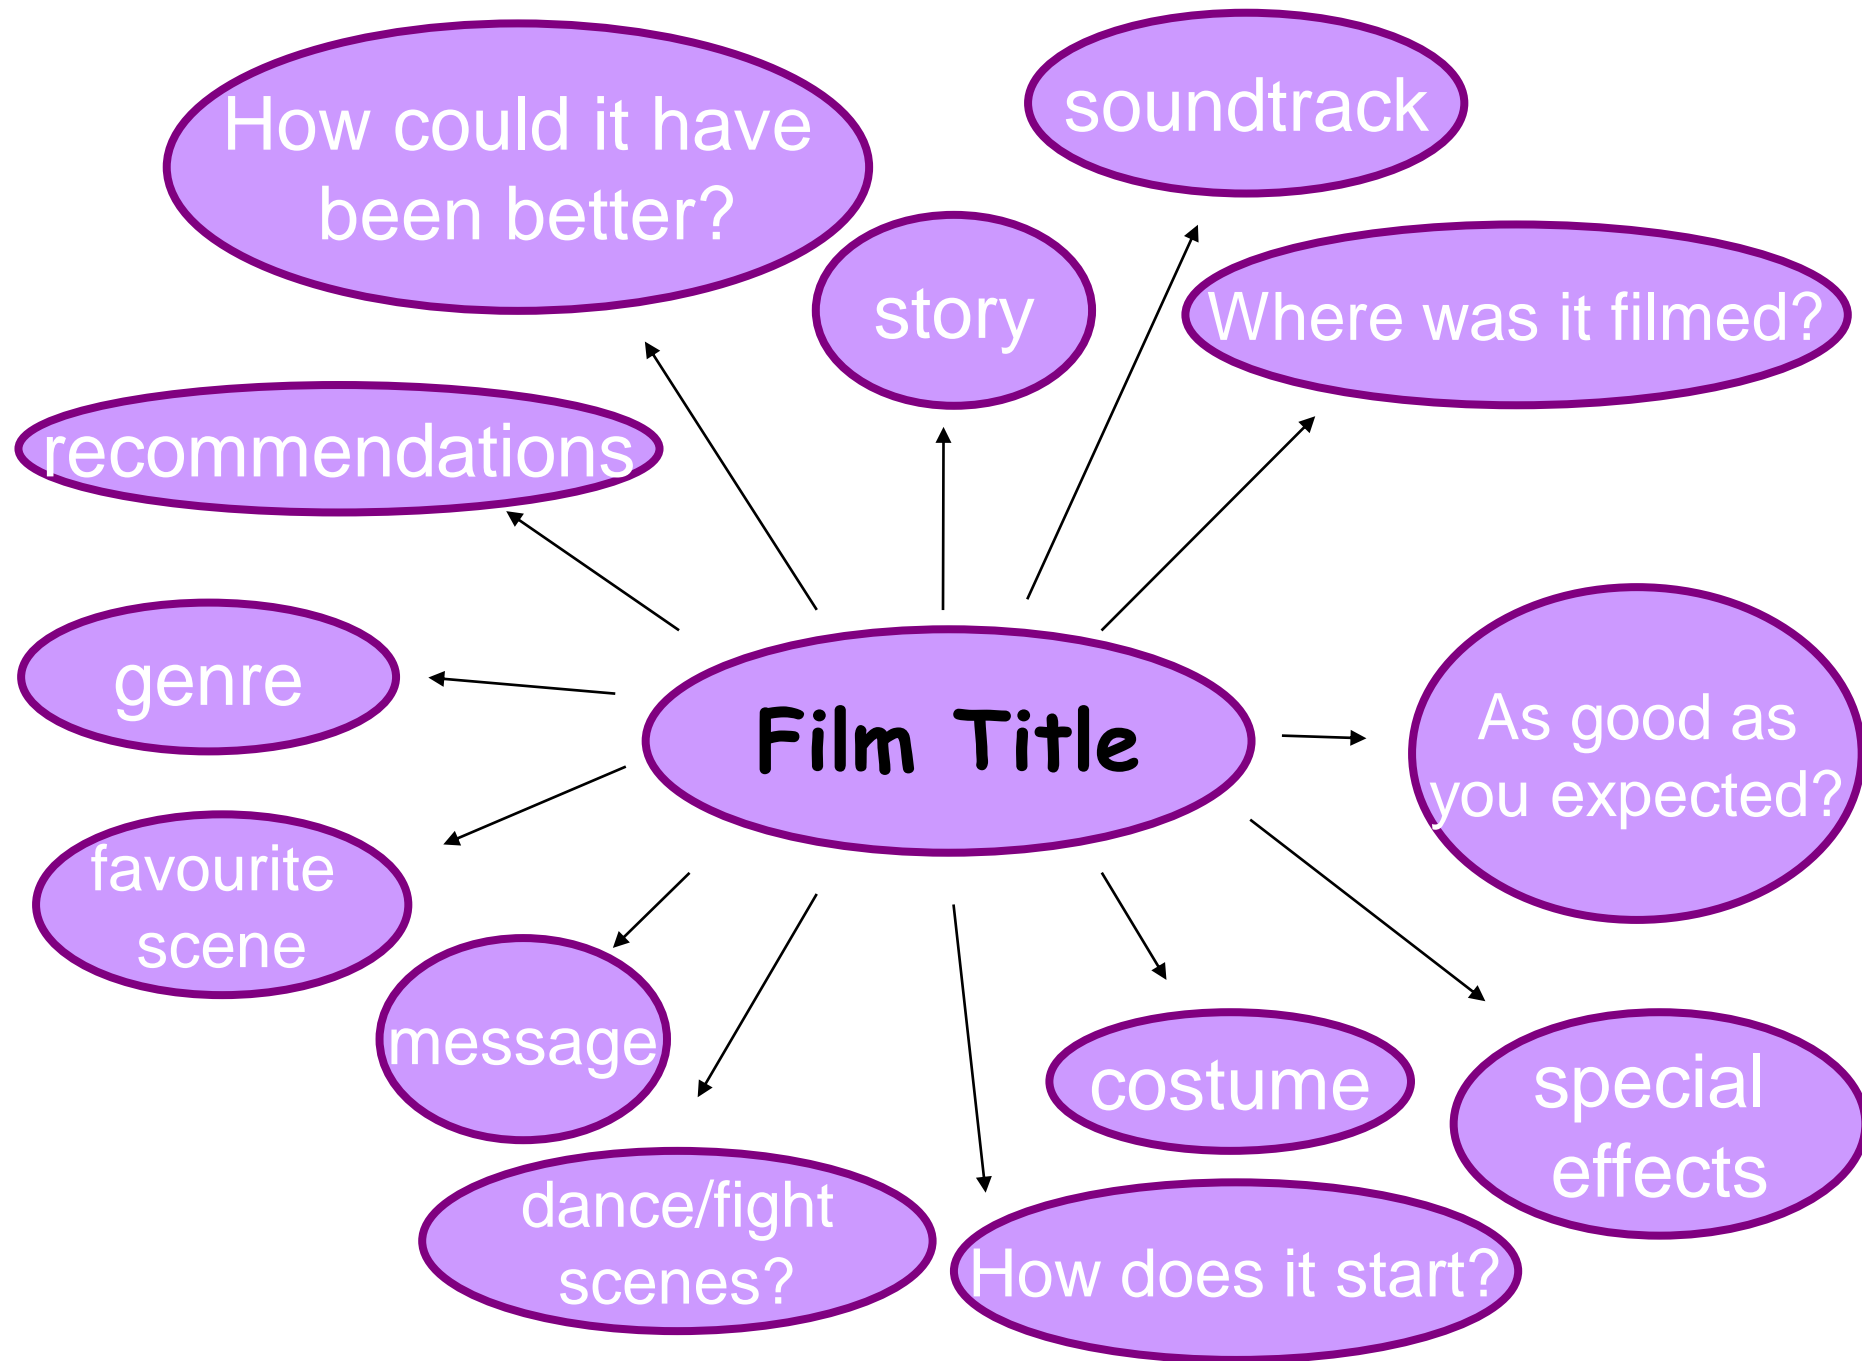 How could it have
been better?
soundtrack
story
Where was it filmed?
recommendations
genre
Film Title
As good as
you expected?
favourite
scene
message
costume
special
effects
dance/fight
scenes?
How does it start?